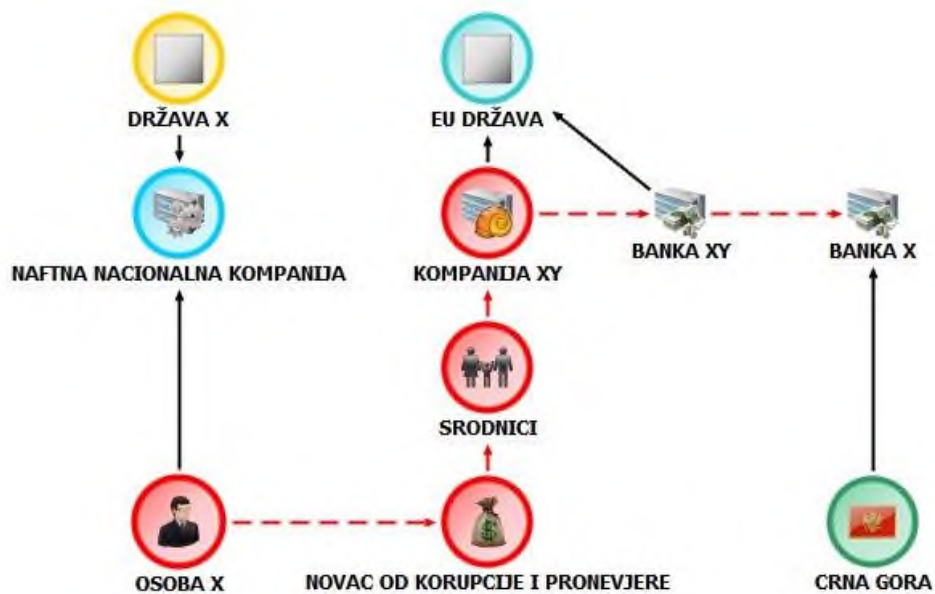 DRŽAVA X
EU DRŽAVA
NAFTNA NACIONALNA KOMPANIJA
KOMPANIJA XY
BANKA XY
BANKA X
SRODNICI
OSOBA X
NOVAC OD KORUPCIJE I PRONEVJERE
CRNA GORA